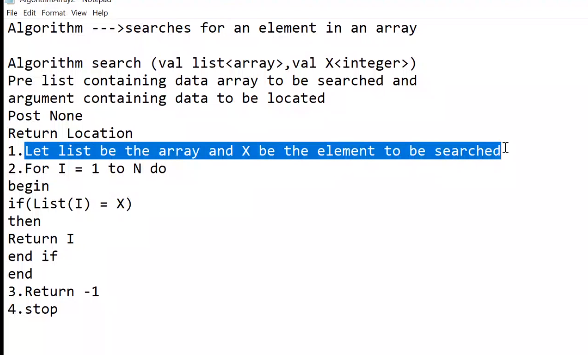 File Edit Format View Help
Algorithm --->searches for an element in an array
Algorithm search (val list<array>,val X<integer>)
Pre list containing data array to be searched and
argument containing data to be located
Post None
Return Location
1.Let list be the array and X be the element to be searched
2.For I = 1 to N do
begin
if(List(I) = X)
then
Return I
end if
end
3.Return -1
4.stop